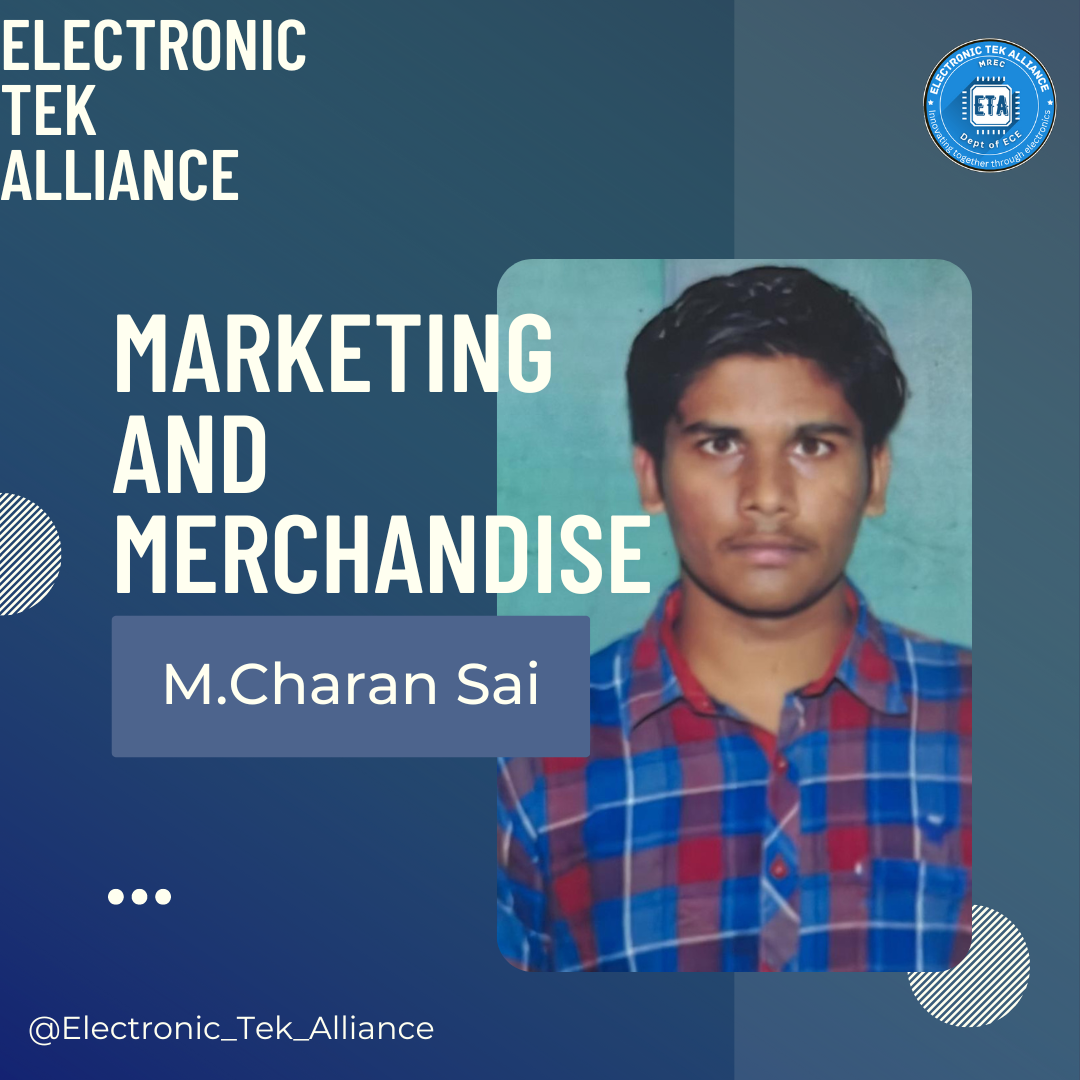 ELECTRONIC
TEK
ALLIANCE
ELECTRONIC TEK ALLIANCE
MREC
ETA
Dept of ECE
Innovating together through electronics
MARKETING
AND
MERCHANDISE
M.Charan Sai
@Electronic_Tek_Alliance